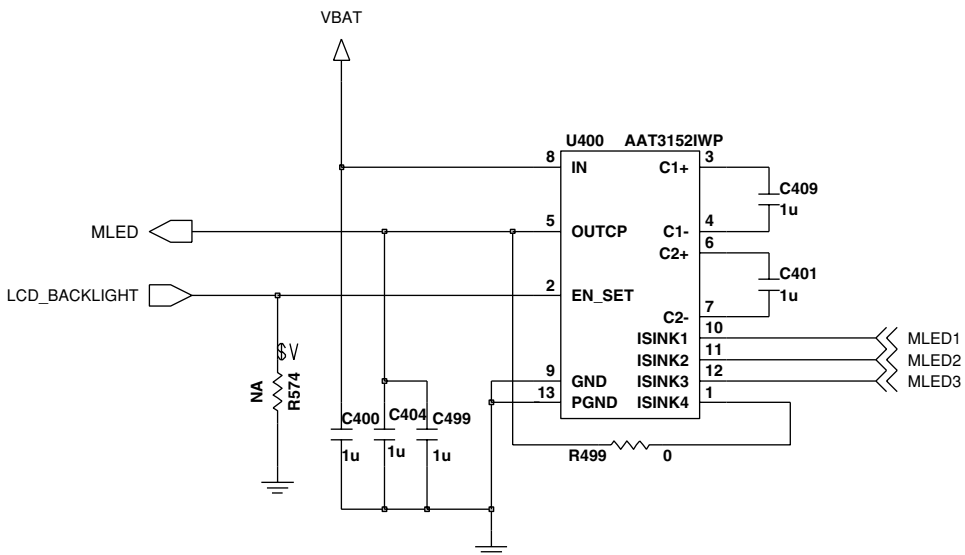 VBAT
U400 AAT3152IWP
8 IN C1+ 3
C409
1u
MLED
5 OUTCP C1- 4
C2+ 6
C401
1u
LCD_BACKLIGHT
2 EN_SET
C2- 7
ISINK1 10 MLED1
ISINK2 11 MLED2
9 GND ISINK3 12 MLED3
13 PGND ISINK4 1
$V
NA
R574
C400
1u
C404
1u
C499
1u
R499 0